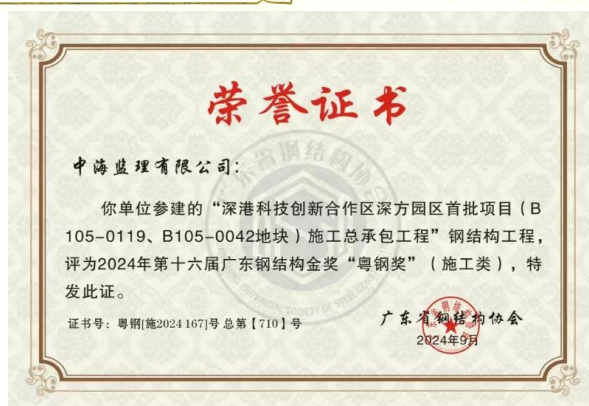 荣誉证书
中海监理有限公司:
你单位参建的“深港科技创新合作区深方园区首批项目(B
105-0119、B105-0042地块)施工总承包工程”钢结构工程,
评为2024年第十六届广东钢结构金奖“粤钢奖”(施工类),特
发此证。
证书号:粤钢[施2024 167]号 总第【710】号
广东省钢结构协会
2024年9月